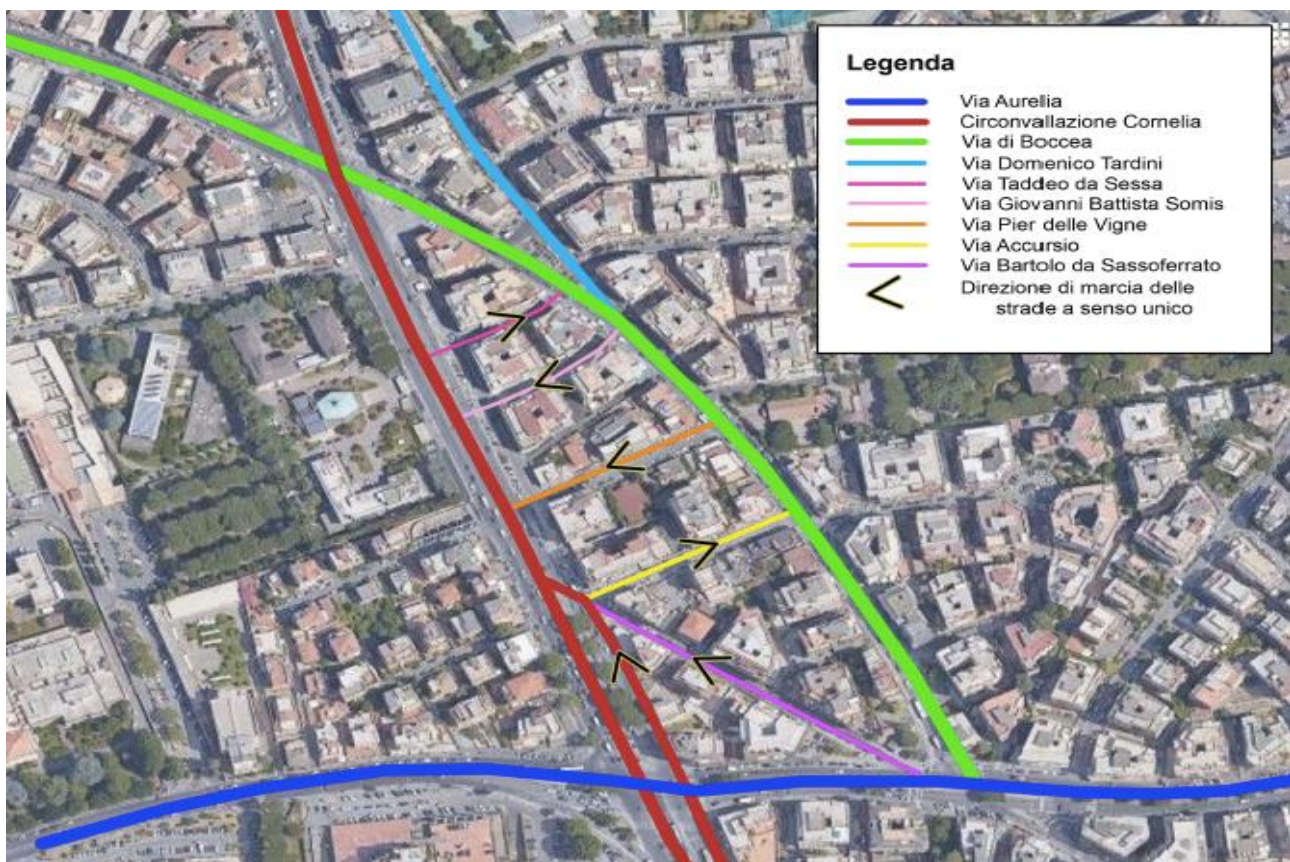 Legenda
Via Aurelia
Circonvallazione Cornelia
Via di Boccea
Via Domenico Tardini
Via Taddeo da Sessa
Via Giovanni Battista Somis
Via Pier delle Vigne
Via Accursio
Via Bartolo da Sassoferrato
Direzione di marcia delle
strade a senso unico